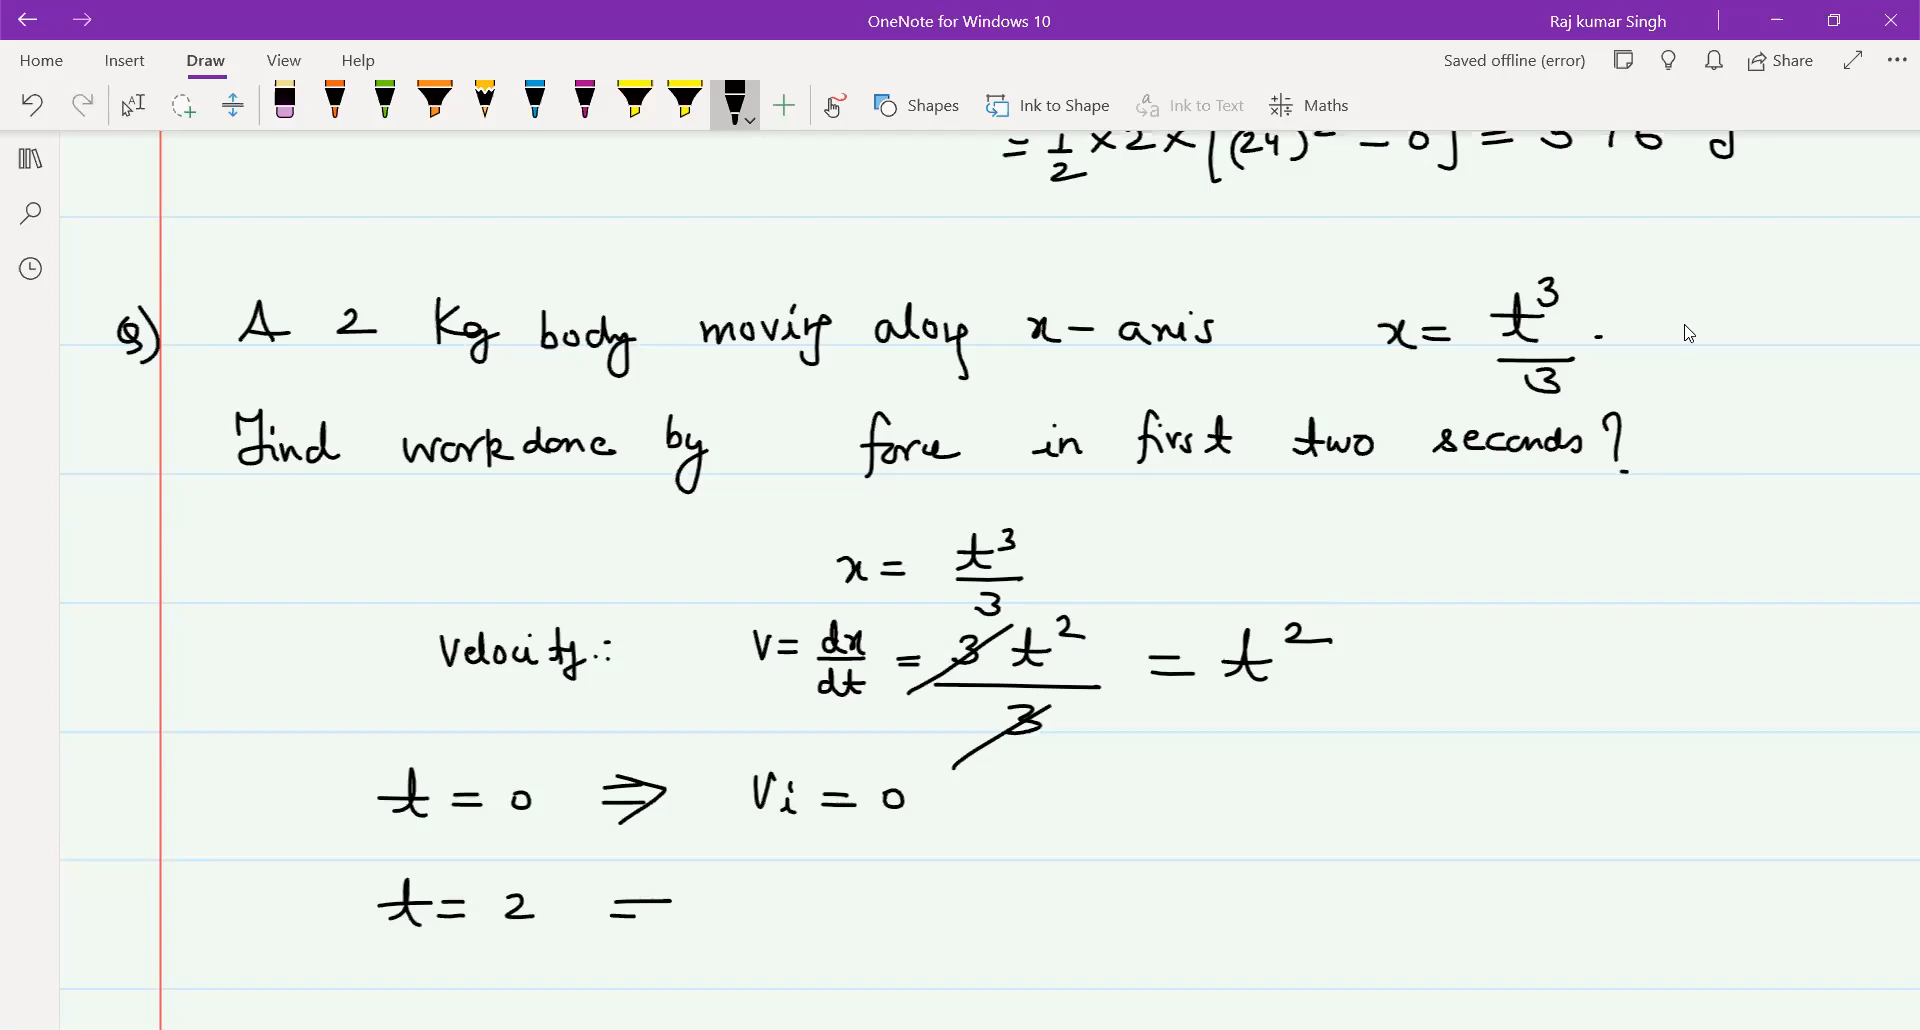 OneNote for Windows 10
Raj kumar Singh
Home Insert Draw View Help
Saved offline (error) Share
Shapes Ink to Shape Ink to Text Maths
= 1/2 × 2 × [(24)² - 0] = 576 J
Q) A 2 Kg body moving along x-axis x = t³/3 .
Find workdone by force in first two seconds?
x = t³/3
Velocity:: V = dx/dt = 3t²/3 = t²
t = 0 ⇒ Vi = 0
t = 2 =